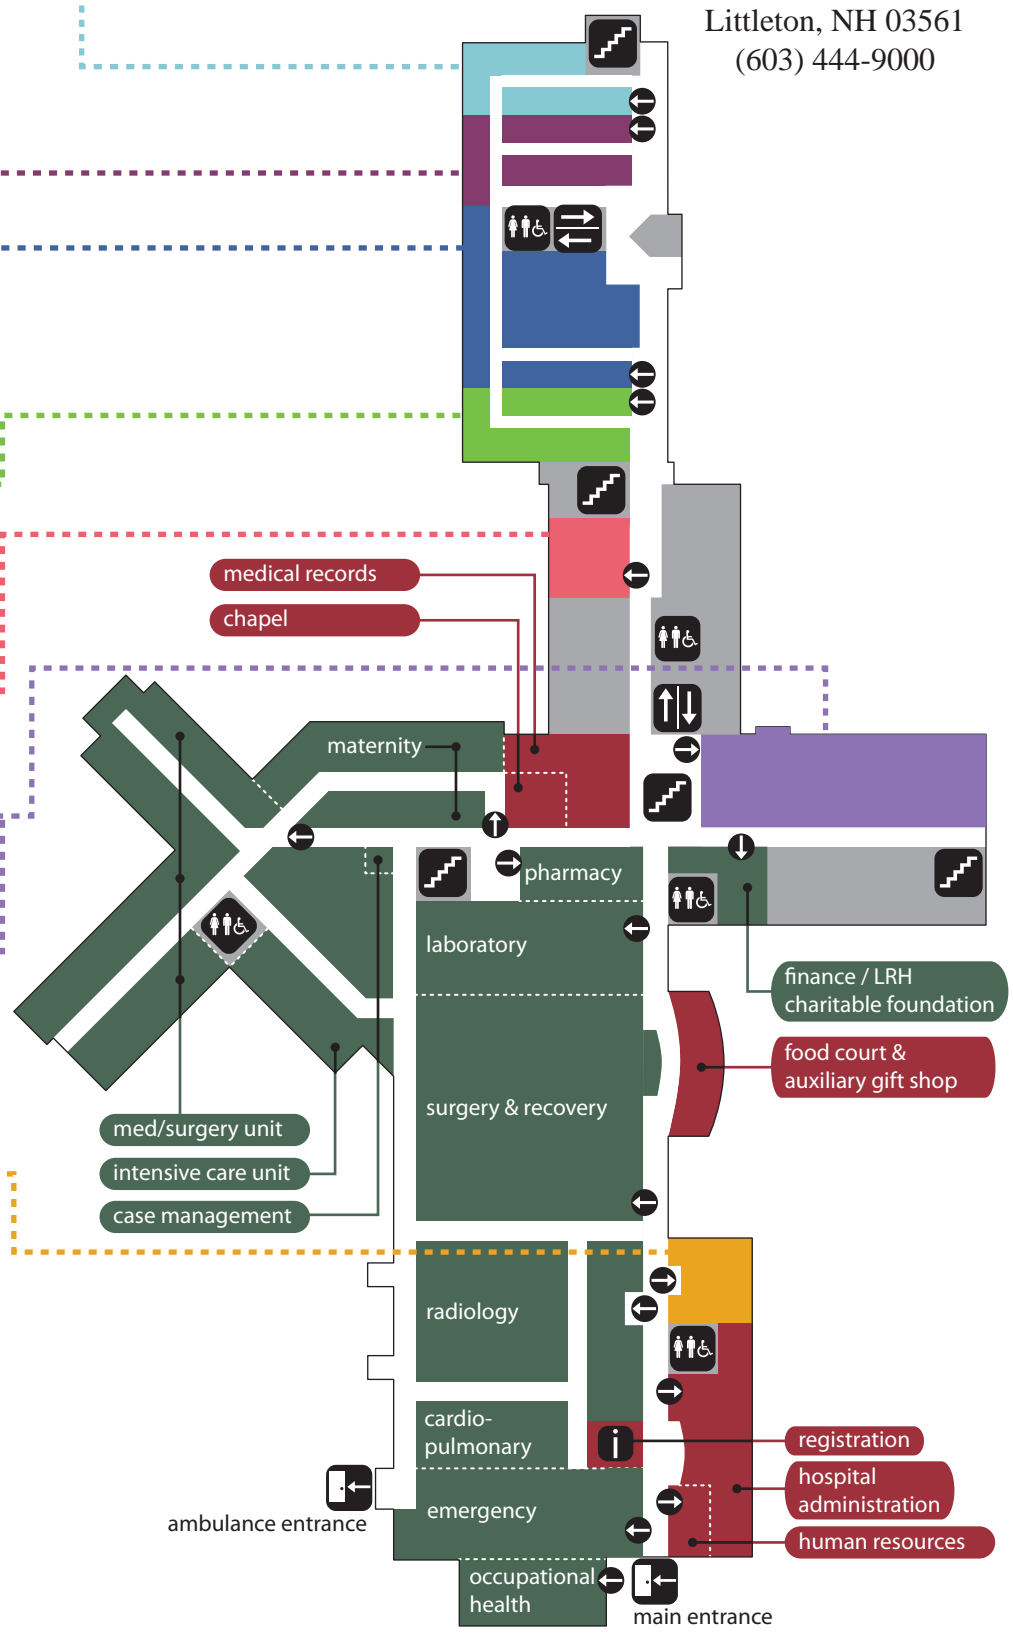 Littleton, NH 03561
(603) 444-9000
medical records
chapel
maternity
pharmacy
laboratory
finance / LRH
charitable foundation
food court &
auxiliary gift shop
surgery & recovery
med/surgery unit
intensive care unit
case management
radiology
cardio-
pulmonary
i
registration
hospital
administration
emergency
ambulance entrance
human resources
occupational
health
main entrance